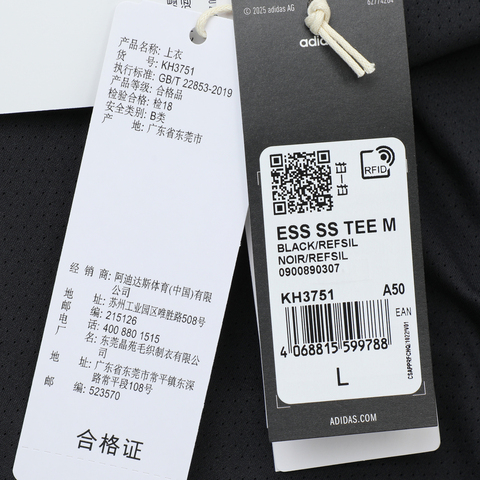 产品名称: 上衣
货 号: KH3751
执行标准: GB/T 22853-2019
产品等级: 合格品
检验合格: 检18
安全类别: B类
产 地: 广东省东莞市
经 销 商: 阿迪达斯体育(中国)有限公司
地 址: 苏州工业园区唯胜路508号
邮 编: 215126
电 话: 400 880 1515
厂 名: 东莞晶苑毛织制衣有限公司
地 址: 广东省东莞市常平镇东深路常平段108号
邮 编: 523570
合格证
© 2025 adidas AG
62774204
adidas
RFID
ESS SS TEE M
BLACK/REFSIL
NOIR/REFSIL
0900890307
KH3751 A50
EAN
4 068815 599788
L
ADIDAS.COM